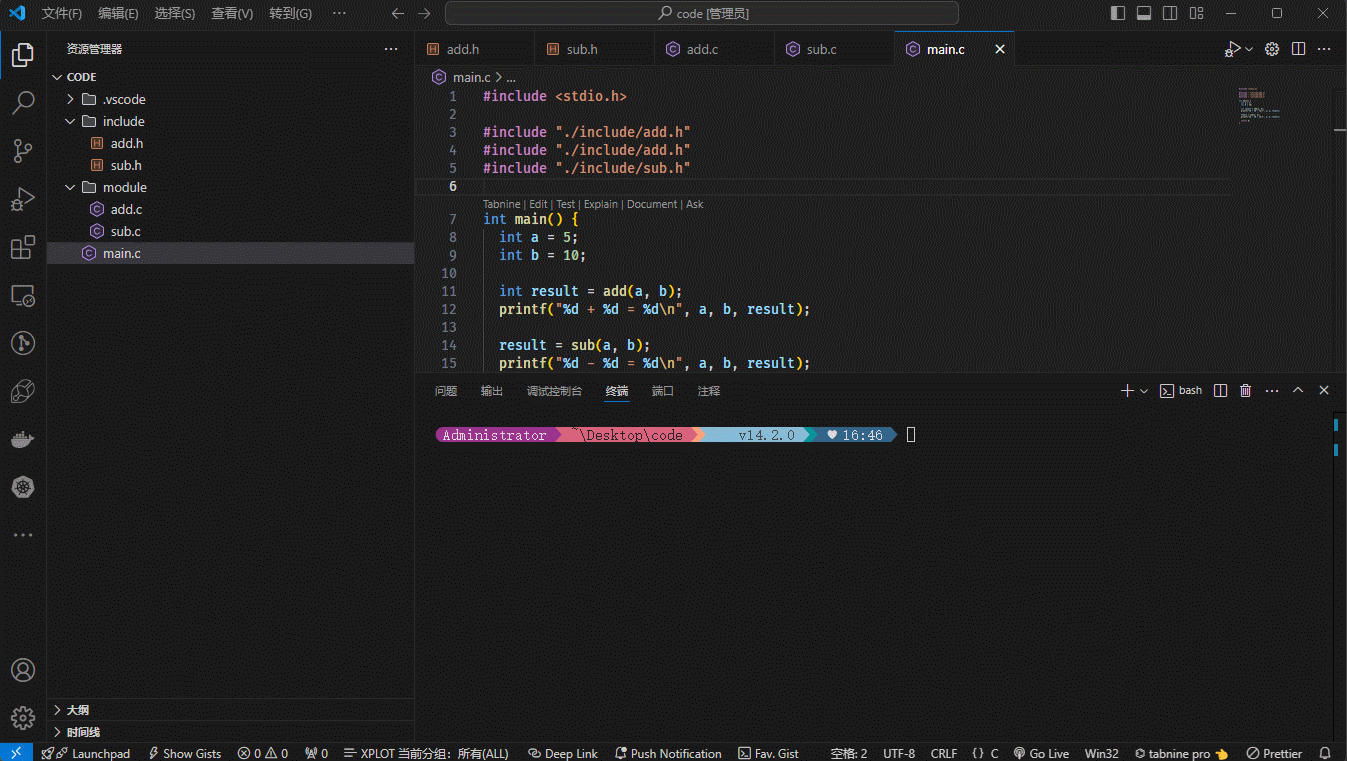 文件(F) 编辑(E) 选择(S) 查看(V) 转到(G) ··· code [管理员]
资源管理器 ···
CODE
.vscode
include
add.h
sub.h
module
add.c
sub.c
main.c
大纲
时间线
add.h sub.h add.c sub.c main.c
main.c > ...
1 #include <stdio.h>
2
3 #include "./include/add.h"
4 #include "./include/add.h"
5 #include "./include/sub.h"
6
Tabnine | Edit | Test | Explain | Document | Ask
7 int main() {
8 int a = 5;
9 int b = 10;
10
11 int result = add(a, b);
12 printf("%d + %d = %d\n", a, b, result);
13
14 result = sub(a, b);
15 printf("%d - %d = %d\n", a, b, result);
问题 输出 调试控制台 终端 端口 注释 bash
Administrator ~\Desktop\code v14.2.0 ♥ 16:46
Launchpad Show Gists 0 0 0 XPLOT 当前分组：所有(ALL) Deep Link Push Notification Fav. Gist 空格: 2 UTF-8 CRLF {} C Go Live Win32 tabnine pro 👈 Prettier